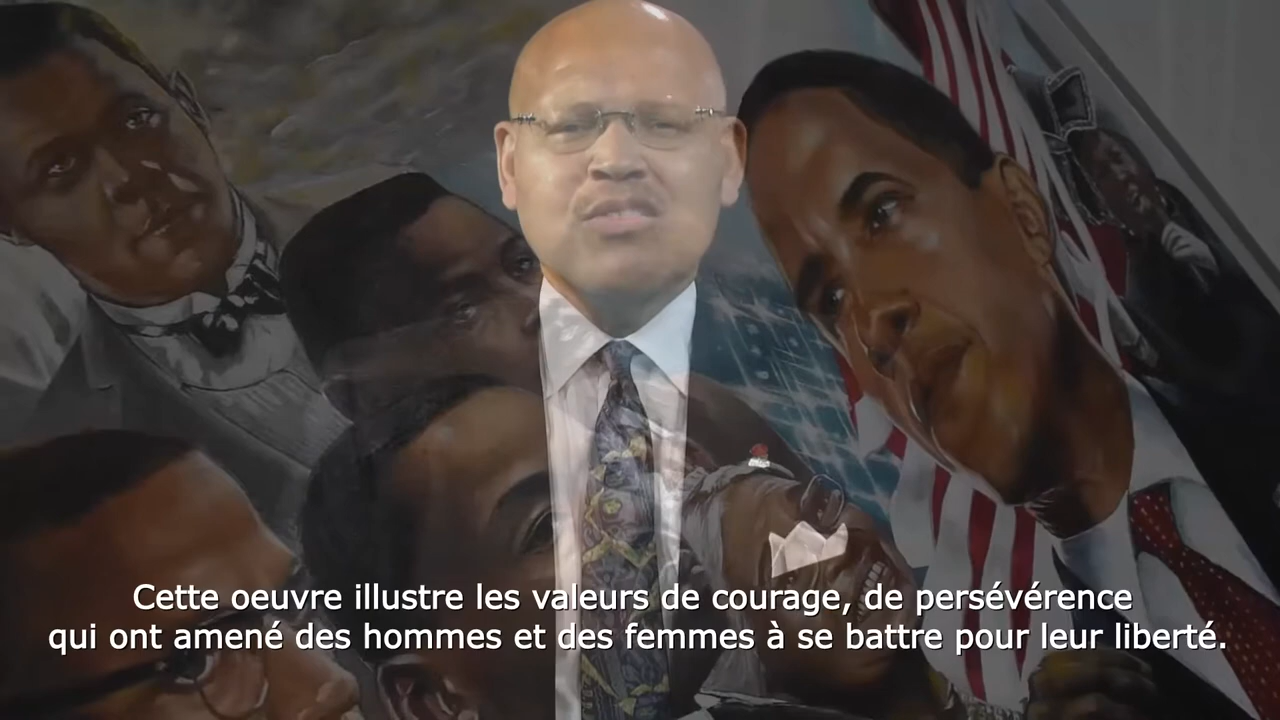 Cette oeuvre illustre les valeurs de courage, de persévérence
qui ont amené des hommes et des femmes à se battre pour leur liberté.